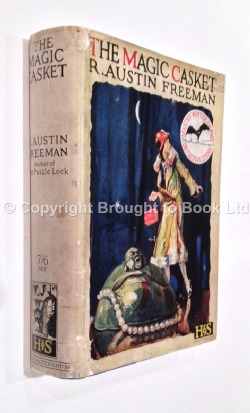 THE
MAGIC
CASKET
R. AUSTIN
FREEMAN
Author of
Puzzle Lock
7/6
NET
H&S
THE MAGIC CASKET
R. AUSTIN FREEMAN
H&S
© Copyright Brought to Book Ltd